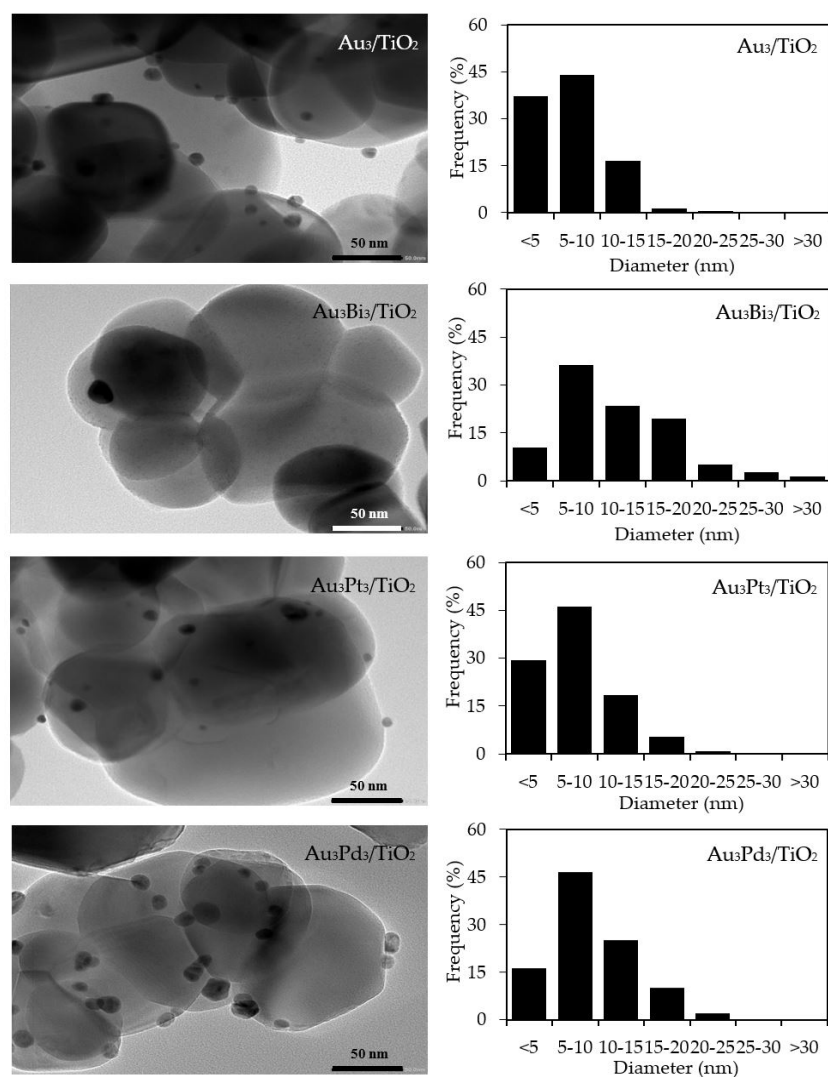 Au₃/TiO₂
50 nm
60
45
30
15
0
Frequency (%)
Au₃/TiO₂
<5 5-10 10-15 15-20 20-25 25-30 >30
Diameter (nm)
Au₃Bi₃/TiO₂
50 nm
60
45
30
15
0
Frequency (%)
Au₃Bi₃/TiO₂
<5 5-10 10-15 15-20 20-25 25-30 >30
Diameter (nm)
Au₃Pt₃/TiO₂
50 nm
60
45
30
15
0
Frequency (%)
Au₃Pt₃/TiO₂
<5 5-10 10-15 15-20 20-25 25-30 >30
Diameter (nm)
Au₃Pd₃/TiO₂
50 nm
60
45
30
15
0
Frequency (%)
Au₃Pd₃/TiO₂
<5 5-10 10-15 15-20 20-25 25-30 >30
Diameter (nm)